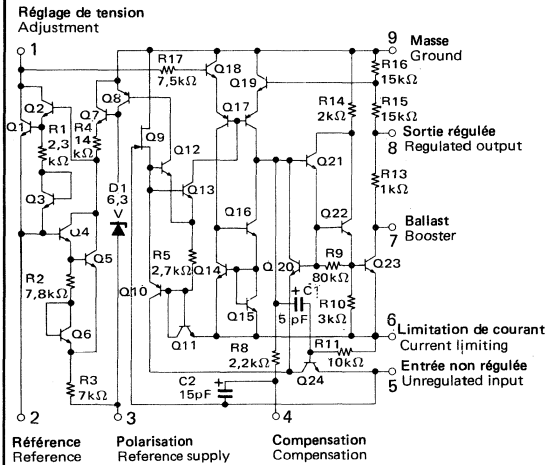 Réglage de tension
Adjustment
1
9
Masse
Ground
R17
7,5kΩ
Q18
Q19
R16
15kΩ
Q2
Q7
Q8
Q17
R14
2kΩ
R15
15kΩ
Q1
R1
2,3
kΩ
R4
14
kΩ
Q9
Q12
Q21
8
Sortie régulée
Regulated output
D1
6,3
V
Q13
R13
1kΩ
Q3
Q16
Q22
7
Ballast
Booster
Q4
Q5
R5
2,7kΩ
Q14
Q20
R9
80kΩ
Q23
R2
7,8kΩ
Q10
Q15
C1
5 pF
R10
3kΩ
Q6
Q11
R8
2,2kΩ
R11
10kΩ
6
Limitation de courant
Current limiting
R3
7kΩ
C2
15pF
Q24
5
Entrée non régulée
Unregulated input
2
3
4
Référence
Reference
Polarisation
Reference supply
Compensation
Compensation